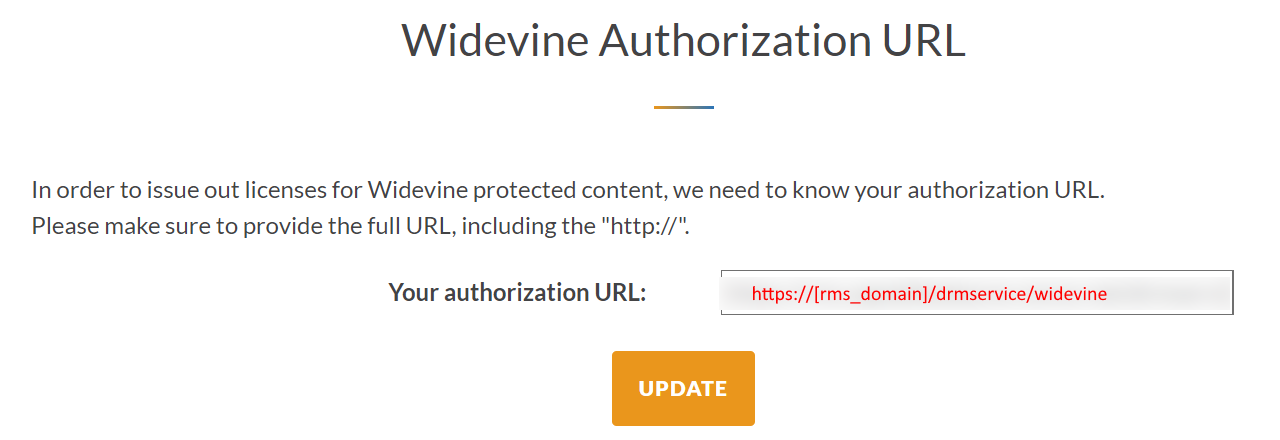 Widevine Authorization URL
In order to issue out licenses for Widevine protected content, we need to know your authorization URL.
Please make sure to provide the full URL, including the "http://".
Your authorization URL:
https://[rms_domain]/drmservice/widevine
UPDATE